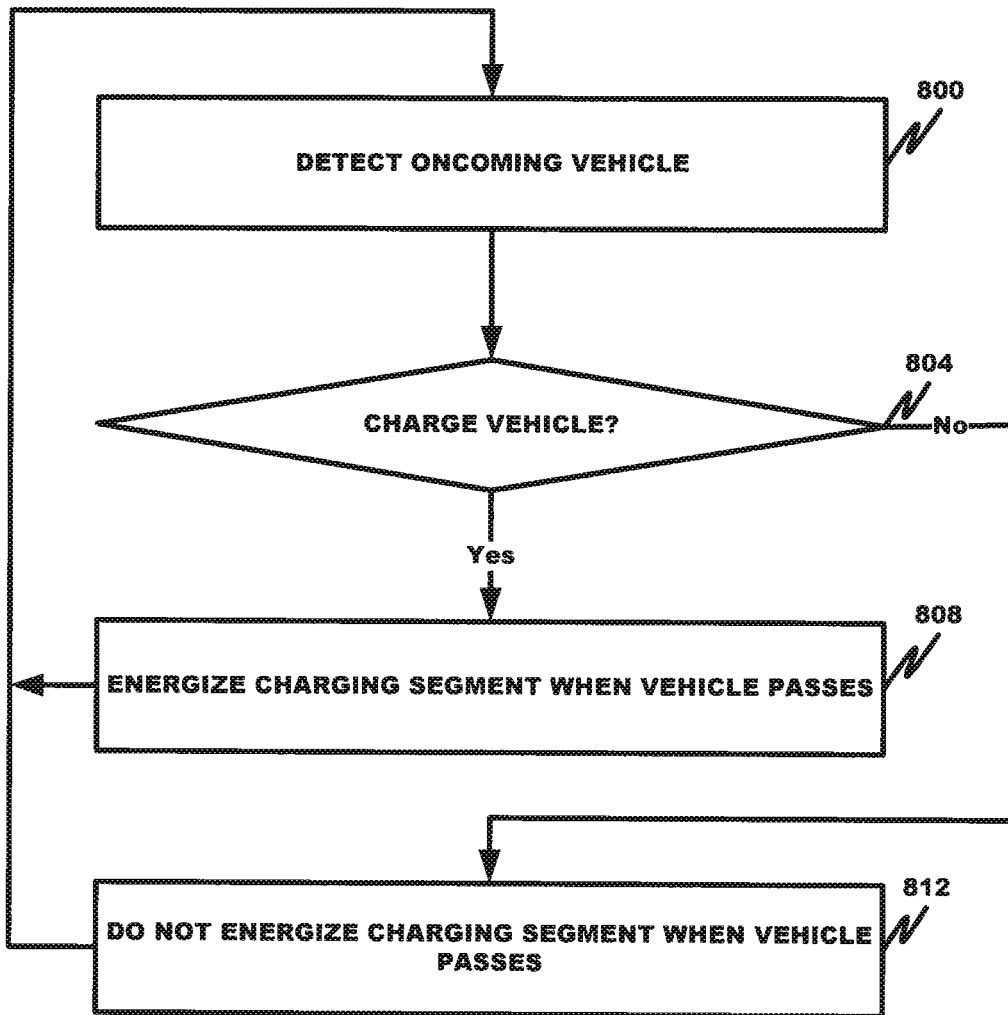 800
DETECT ONCOMING VEHICLE
804
CHARGE VEHICLE?
No
Yes
808
ENERGIZE CHARGING SEGMENT WHEN VEHICLE PASSES
812
DO NOT ENERGIZE CHARGING SEGMENT WHEN VEHICLE
PASSES